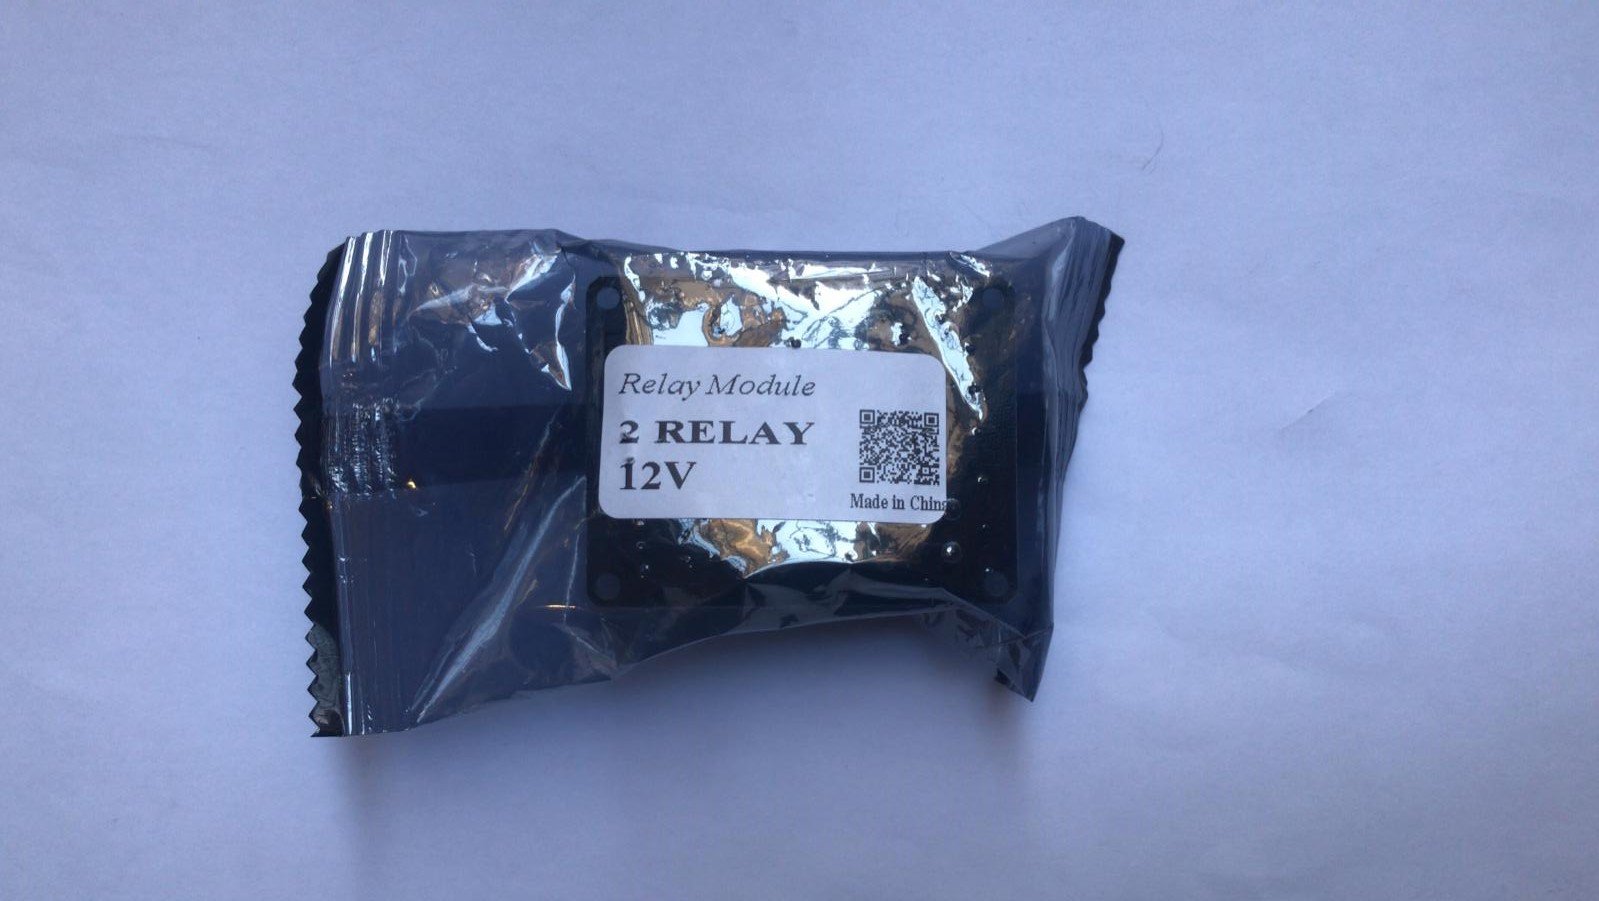 Relay Module
2 RELAY
12V
Made in China